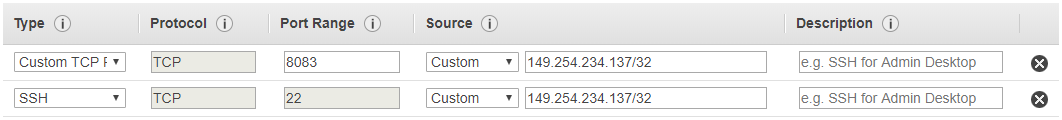 Type i Protocol i Port Range i Source i Description i
Custom TCP F TCP 8083 Custom 149.254.234.137/32 e.g. SSH for Admin Desktop
SSH TCP 22 Custom 149.254.234.137/32 e.g. SSH for Admin Desktop